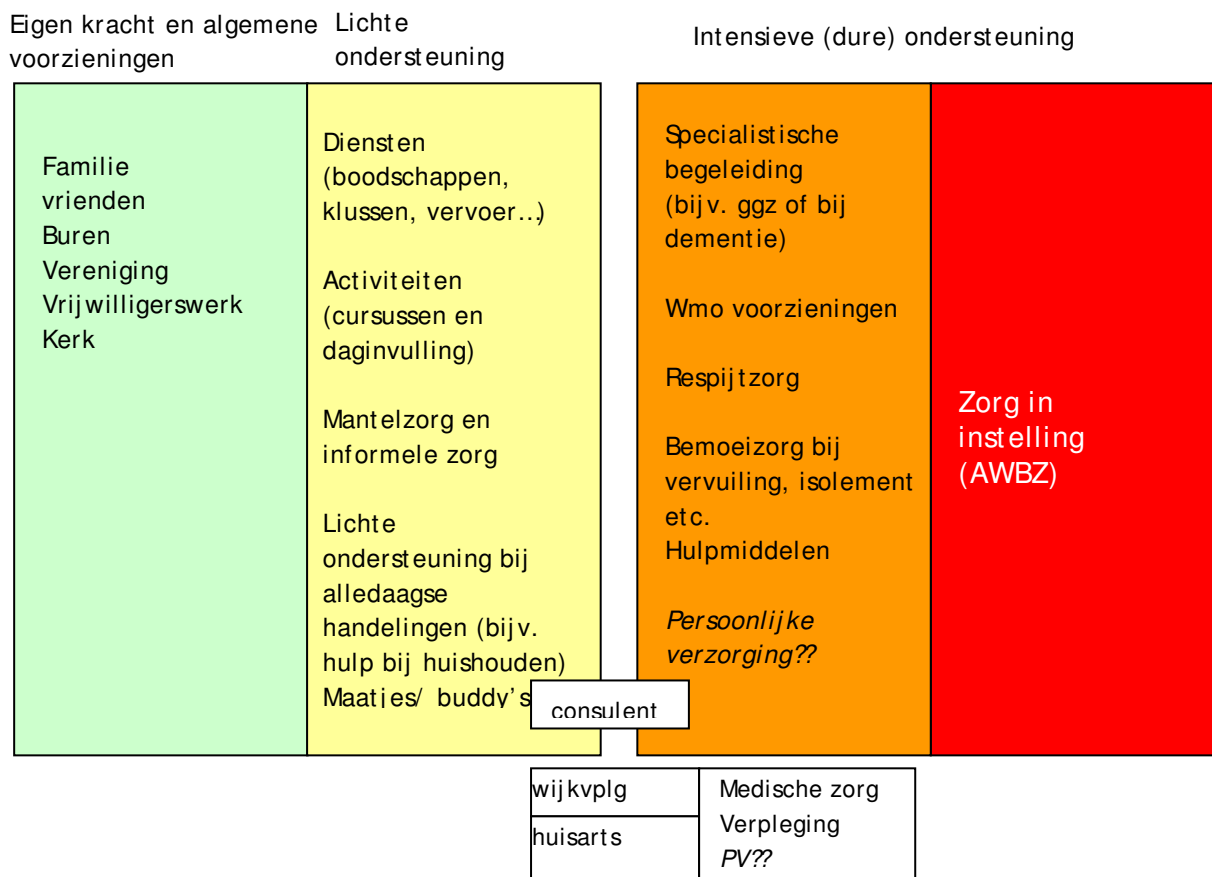 Eigen kracht en algemene
voorzieningen
Lichte
ondersteuning
Intensieve (dure) ondersteuning
Familie
vrienden
Buren
Vereniging
Vrijwilligerswerk
Kerk
Diensten
(boodschappen,
klussen, vervoer…)
Activiteiten
(cursussen en
daginvulling)
Mantelzorg en
informele zorg
Lichte
ondersteuning bij
alledaagse
handelingen (bijv.
hulp bij huishouden)
Maatjes/ buddy's
Specialistische
begeleiding
(bijv. ggz of bij
dementie)
Wmo voorzieningen
Respijtzorg
Bemoeizorg bij
vervuiling, isolement
etc.
Hulpmiddelen
Persoonlijke
verzorging??
Zorg in
instelling
(AWBZ)
consulent
wijkvplg
huisarts
Medische zorg
Verpleging
PV??